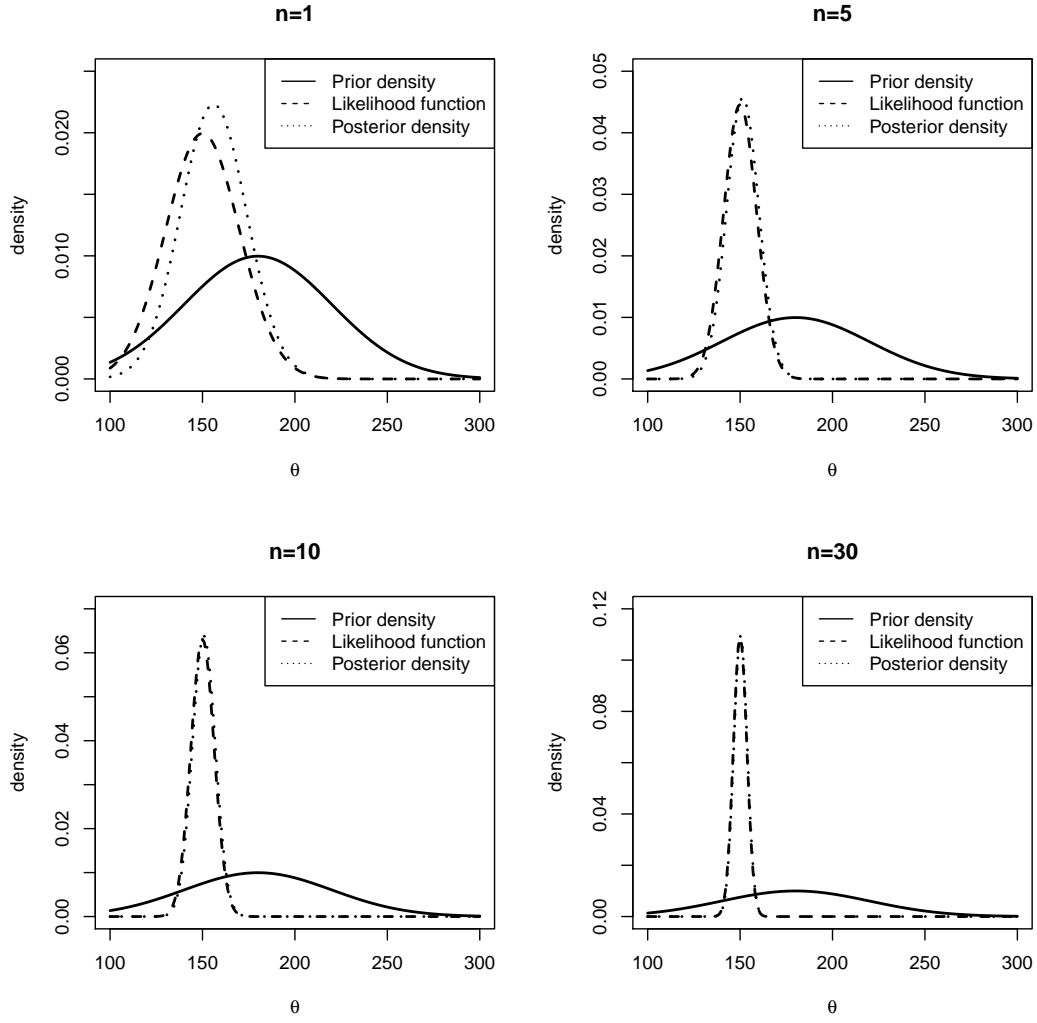 n=1
Prior density
Likelihood function
Posterior density
density
0.000
0.010
0.020
100 150 200 250 300
θ
n=5
Prior density
Likelihood function
Posterior density
density
0.00
0.01
0.02
0.03
0.04
0.05
100 150 200 250 300
θ
n=10
Prior density
Likelihood function
Posterior density
density
0.00
0.02
0.04
0.06
100 150 200 250 300
θ
n=30
Prior density
Likelihood function
Posterior density
density
0.00
0.04
0.08
0.12
100 150 200 250 300
θ